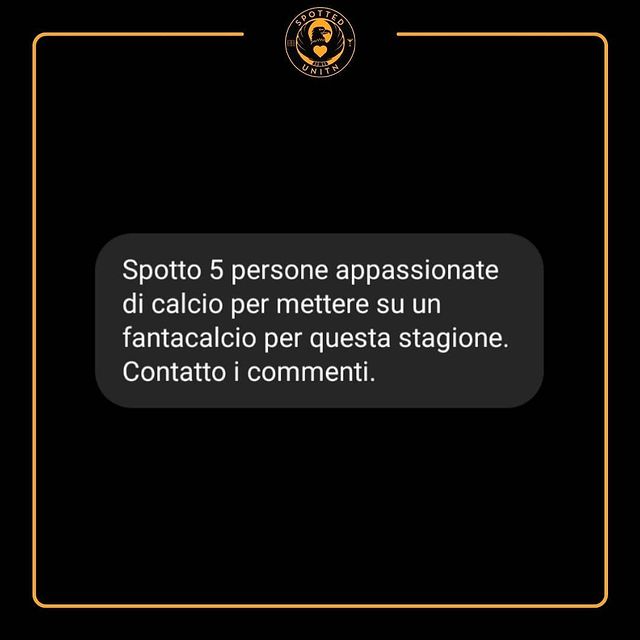 SPOTTED
UNITN
Spotto 5 persone appassionate
di calcio per mettere su un
fantacalcio per questa stagione.
Contatto i commenti.